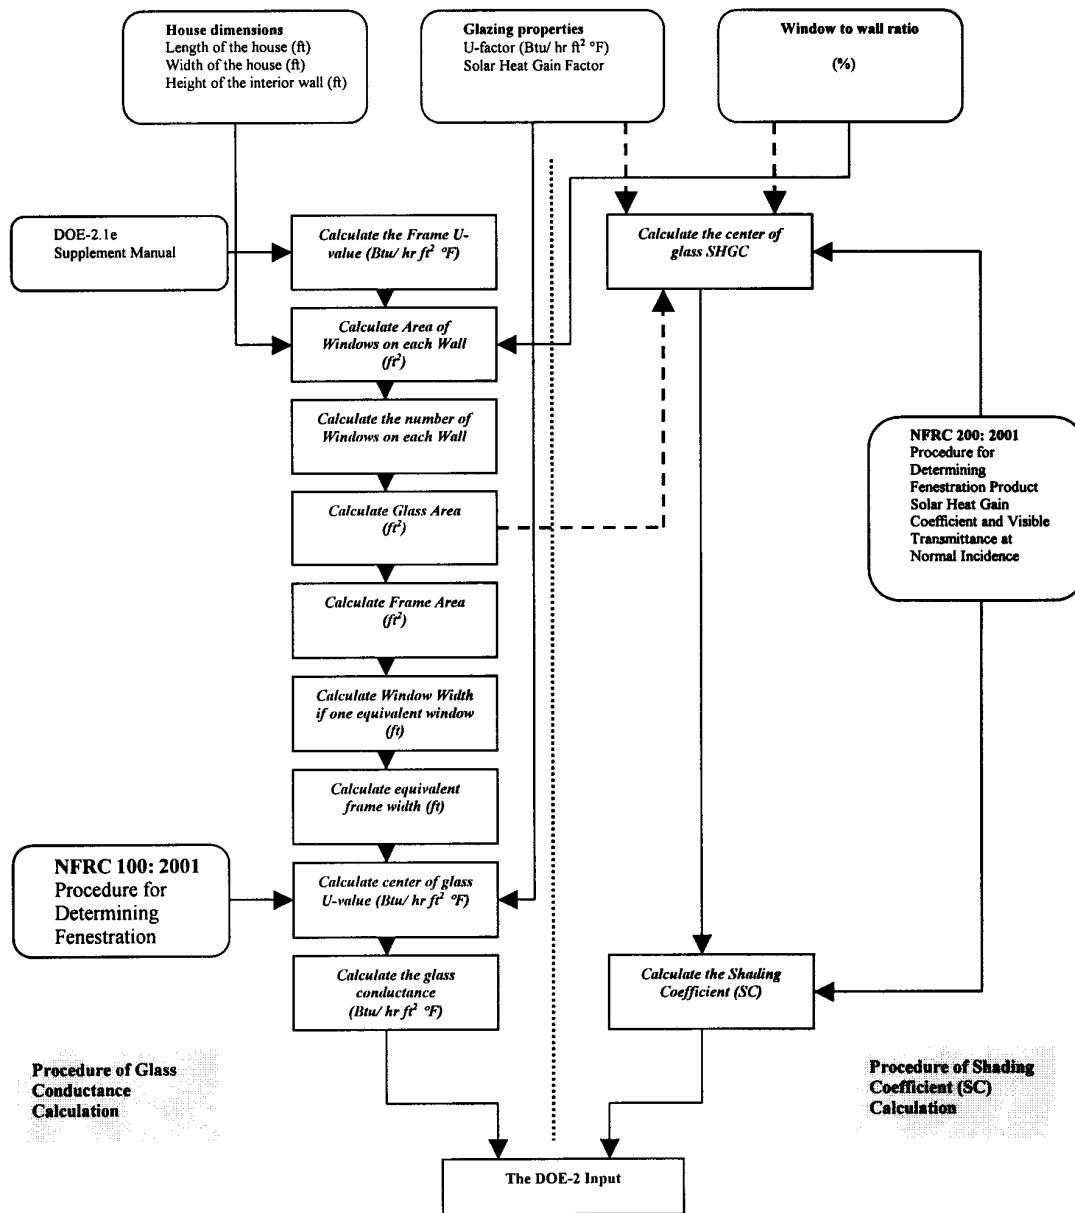 House dimensions
Length of the house (ft)
Width of the house (ft)
Height of the interior wall (ft)
Glazing properties
U-factor (Btu/ hr ft² °F)
Solar Heat Gain Factor
Window to wall ratio
(%)
DOE-2.1e
Supplement Manual
Calculate the Frame U-
value (Btu/ hr ft² °F)
Calculate the center of
glass SHGC
Calculate Area of
Windows on each Wall
(ft²)
Calculate the number of
Windows on each Wall
NFRC 200: 2001
Procedure for
Determining
Fenestration Product
Solar Heat Gain
Coefficient and Visible
Transmittance at
Normal Incidence
Calculate Glass Area
(ft²)
Calculate Frame Area
(ft²)
Calculate Window Width
if one equivalent window
(ft)
Calculate equivalent
frame width (ft)
NFRC 100: 2001
Procedure for
Determining
Fenestration
Calculate center of glass
U-value (Btu/ hr ft² °F)
Calculate the glass
conductance
(Btu/ hr ft² °F)
Calculate the Shading
Coefficient (SC)
Procedure of Glass
Conductance
Calculation
Procedure of Shading
Coefficient (SC)
Calculation
The DOE-2 Input